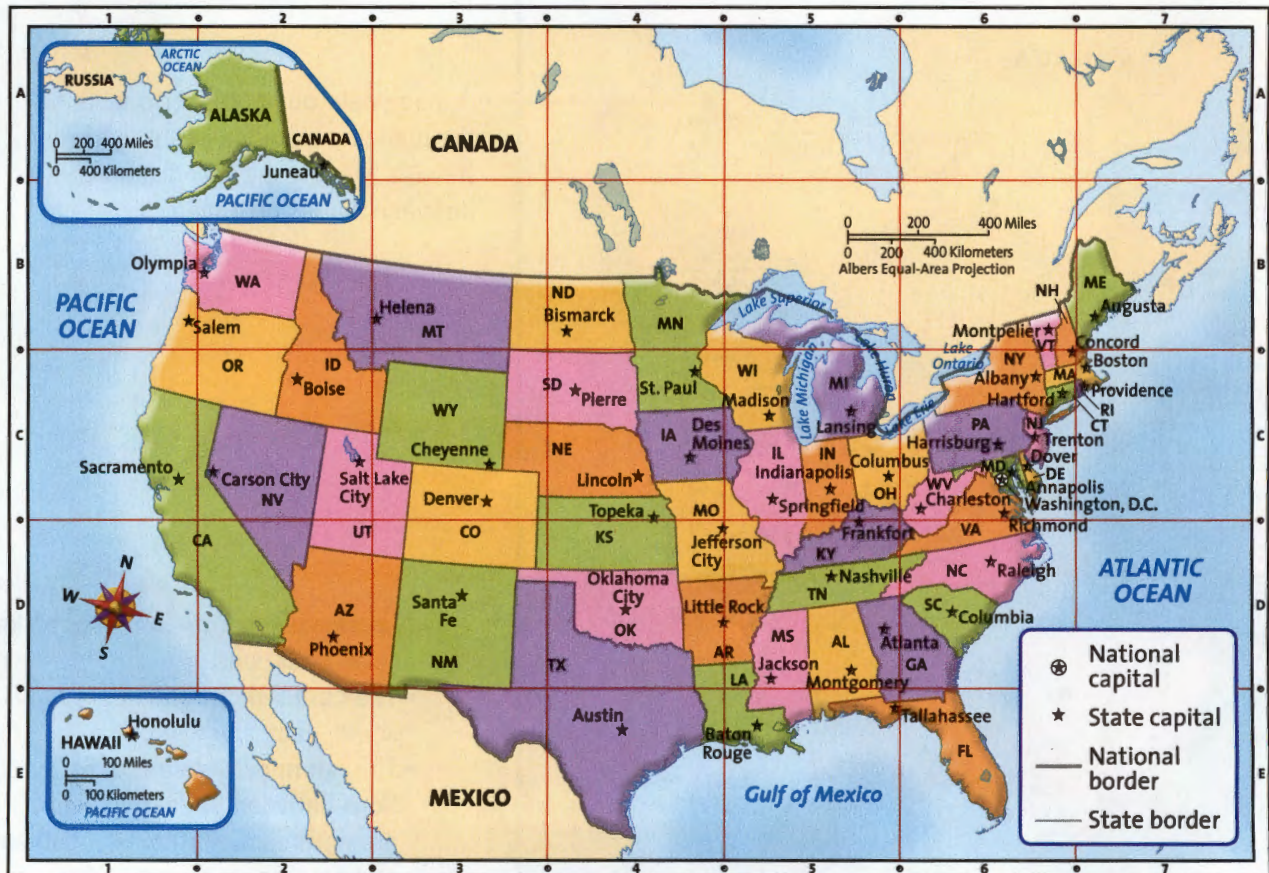 1 2 3 4 5 6 7
A
B
C
D
E
A
B
C
D
E
1 2 3 4 5 6 7
ARCTIC
OCEAN
RUSSIA
ALASKA
CANADA
0 200 400 Miles
0 400 Kilometers
Juneau
PACIFIC OCEAN
CANADA
0 200 400 Miles
0 200 400 Kilometers
Albers Equal-Area Projection
PACIFIC
OCEAN
Olympia
WA
Salem
OR
Helena
MT
ID
Boise
ND
Bismarck
SD
Pierre
MN
St. Paul
WI
Madison
Lake Superior
Lake Michigan
Lake Huron
Lake
Ontario
Lake Erie
MI
Lansing
NH
ME
Augusta
Montpelier
VT
Concord
Boston
NY
Albany
MA
Hartford
Providence
RI
CT
WY
Cheyenne
NE
Lincoln
IA
Des
Moines
IL
Springfield
IN
Indianapolis
Columbus
OH
PA
Harrisburg
NJ
Trenton
Dover
DE
MD
Annapolis
Washington, D.C.
WV
Charleston
VA
Richmond
Sacramento
CA
Carson City
NV
Salt Lake
City
UT
Denver
CO
Topeka
KS
MO
Jefferson
City
Frankfort
KY
Nashville
TN
NC
Raleigh
SC
Columbia
ATLANTIC
OCEAN
N
W
E
S
AZ
Phoenix
Santa
Fe
NM
Oklahoma
City
OK
TX
Austin
Little Rock
AR
LA
Baton
Rouge
MS
Jackson
AL
Montgomery
Atlanta
GA
Tallahassee
FL
Honolulu
HAWAII
0 100 Miles
0 100 Kilometers
PACIFIC OCEAN
MEXICO
Gulf of Mexico
National
capital
State capital
National
border
State border